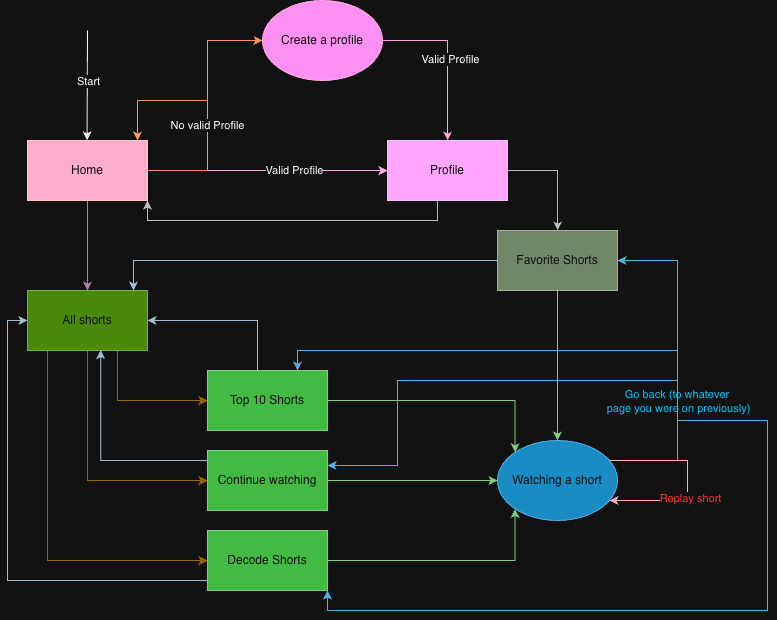 Create a profile
Valid Profile
Start
No valid Profile
Home
Valid Profile
Profile
Favorite Shorts
All shorts
Top 10 Shorts
Go back (to whatever
page you were on previously)
Continue watching
Watching a short
Replay short
Decode Shorts